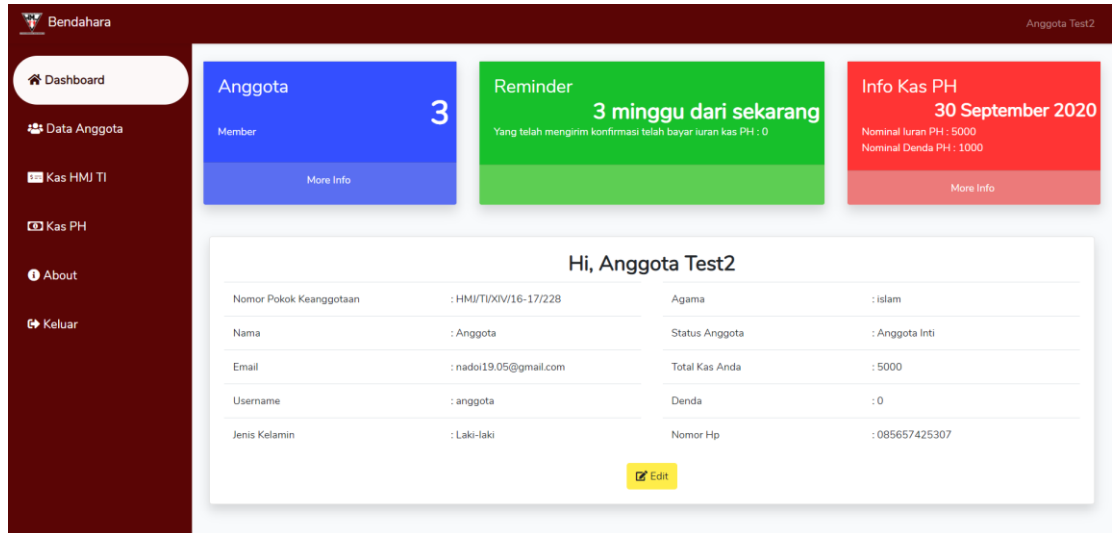 Bendahara
Anggota Test2
Dashboard
Data Anggota
Kas HMJ TI
Kas PH
About
Keluar
Anggota
3
Member
More Info
Reminder
3 minggu dari sekarang
Yang telah mengirim konfirmasi telah bayar iuran kas PH : 0
Info Kas PH
30 September 2020
Nominal Iuran PH : 5000
Nominal Denda PH : 1000
More Info
Hi, Anggota Test2
Nomor Pokok Keanggotaan : HMJ/TI/XIV/16-17/228
Nama : Anggota
Email : nadoi19.05@gmail.com
Username : anggota
Jenis Kelamin : Laki-laki
Agama : islam
Status Anggota : Anggota Inti
Total Kas Anda : 5000
Denda : 0
Nomor Hp : 085657425307
Edit